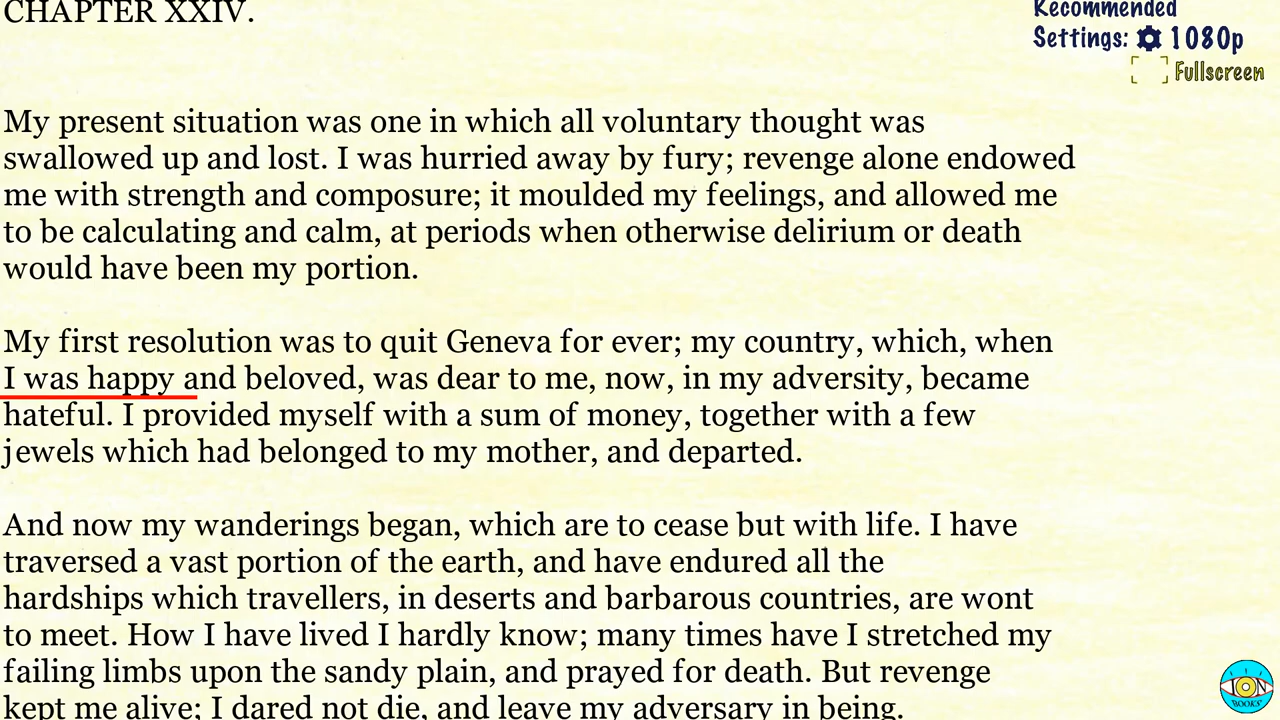 CHAPTER XXIV.
Recommended
Settings: 1080p
Fullscreen
My present situation was one in which all voluntary thought was
swallowed up and lost. I was hurried away by fury; revenge alone endowed
me with strength and composure; it moulded my feelings, and allowed me
to be calculating and calm, at periods when otherwise delirium or death
would have been my portion.
My first resolution was to quit Geneva for ever; my country, which, when
I was happy and beloved, was dear to me, now, in my adversity, became
hateful. I provided myself with a sum of money, together with a few
jewels which had belonged to my mother, and departed.
And now my wanderings began, which are to cease but with life. I have
traversed a vast portion of the earth, and have endured all the
hardships which travellers, in deserts and barbarous countries, are wont
to meet. How I have lived I hardly know; many times have I stretched my
failing limbs upon the sandy plain, and prayed for death. But revenge
kept me alive; I dared not die, and leave my adversary in being.
ION
BOOKS